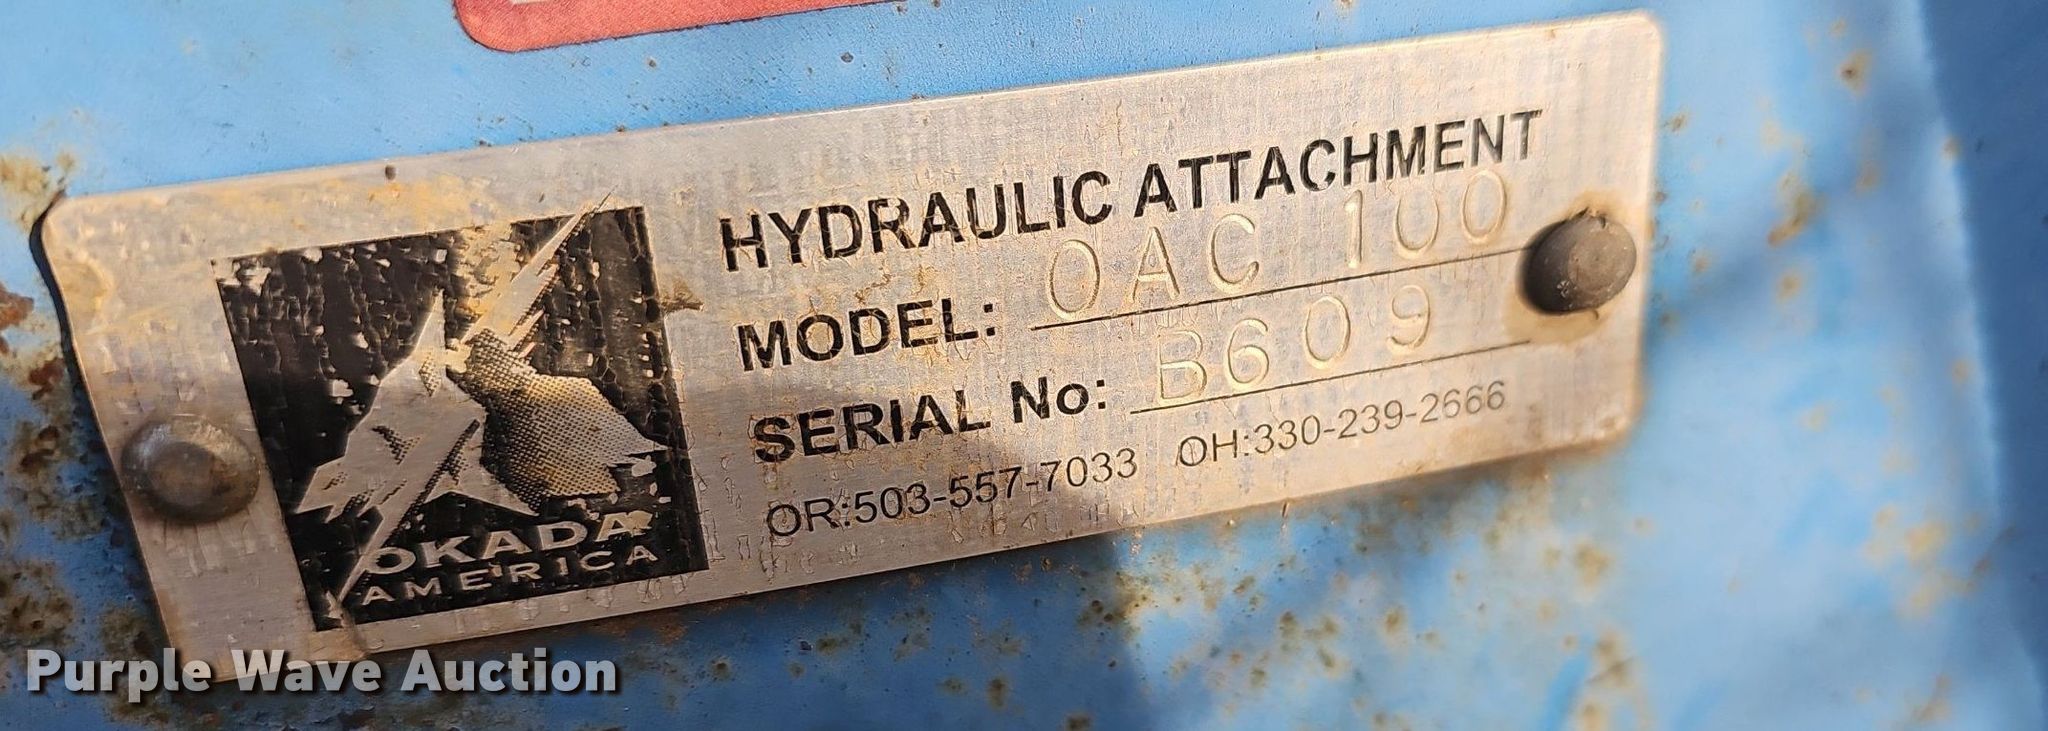 HYDRAULIC ATTACHMENT
MODEL: OAC 100
SERIAL No: B609
OR:503-557-7033 OH:330-239-2666
OKADA
AMERICA
Purple Wave Auction